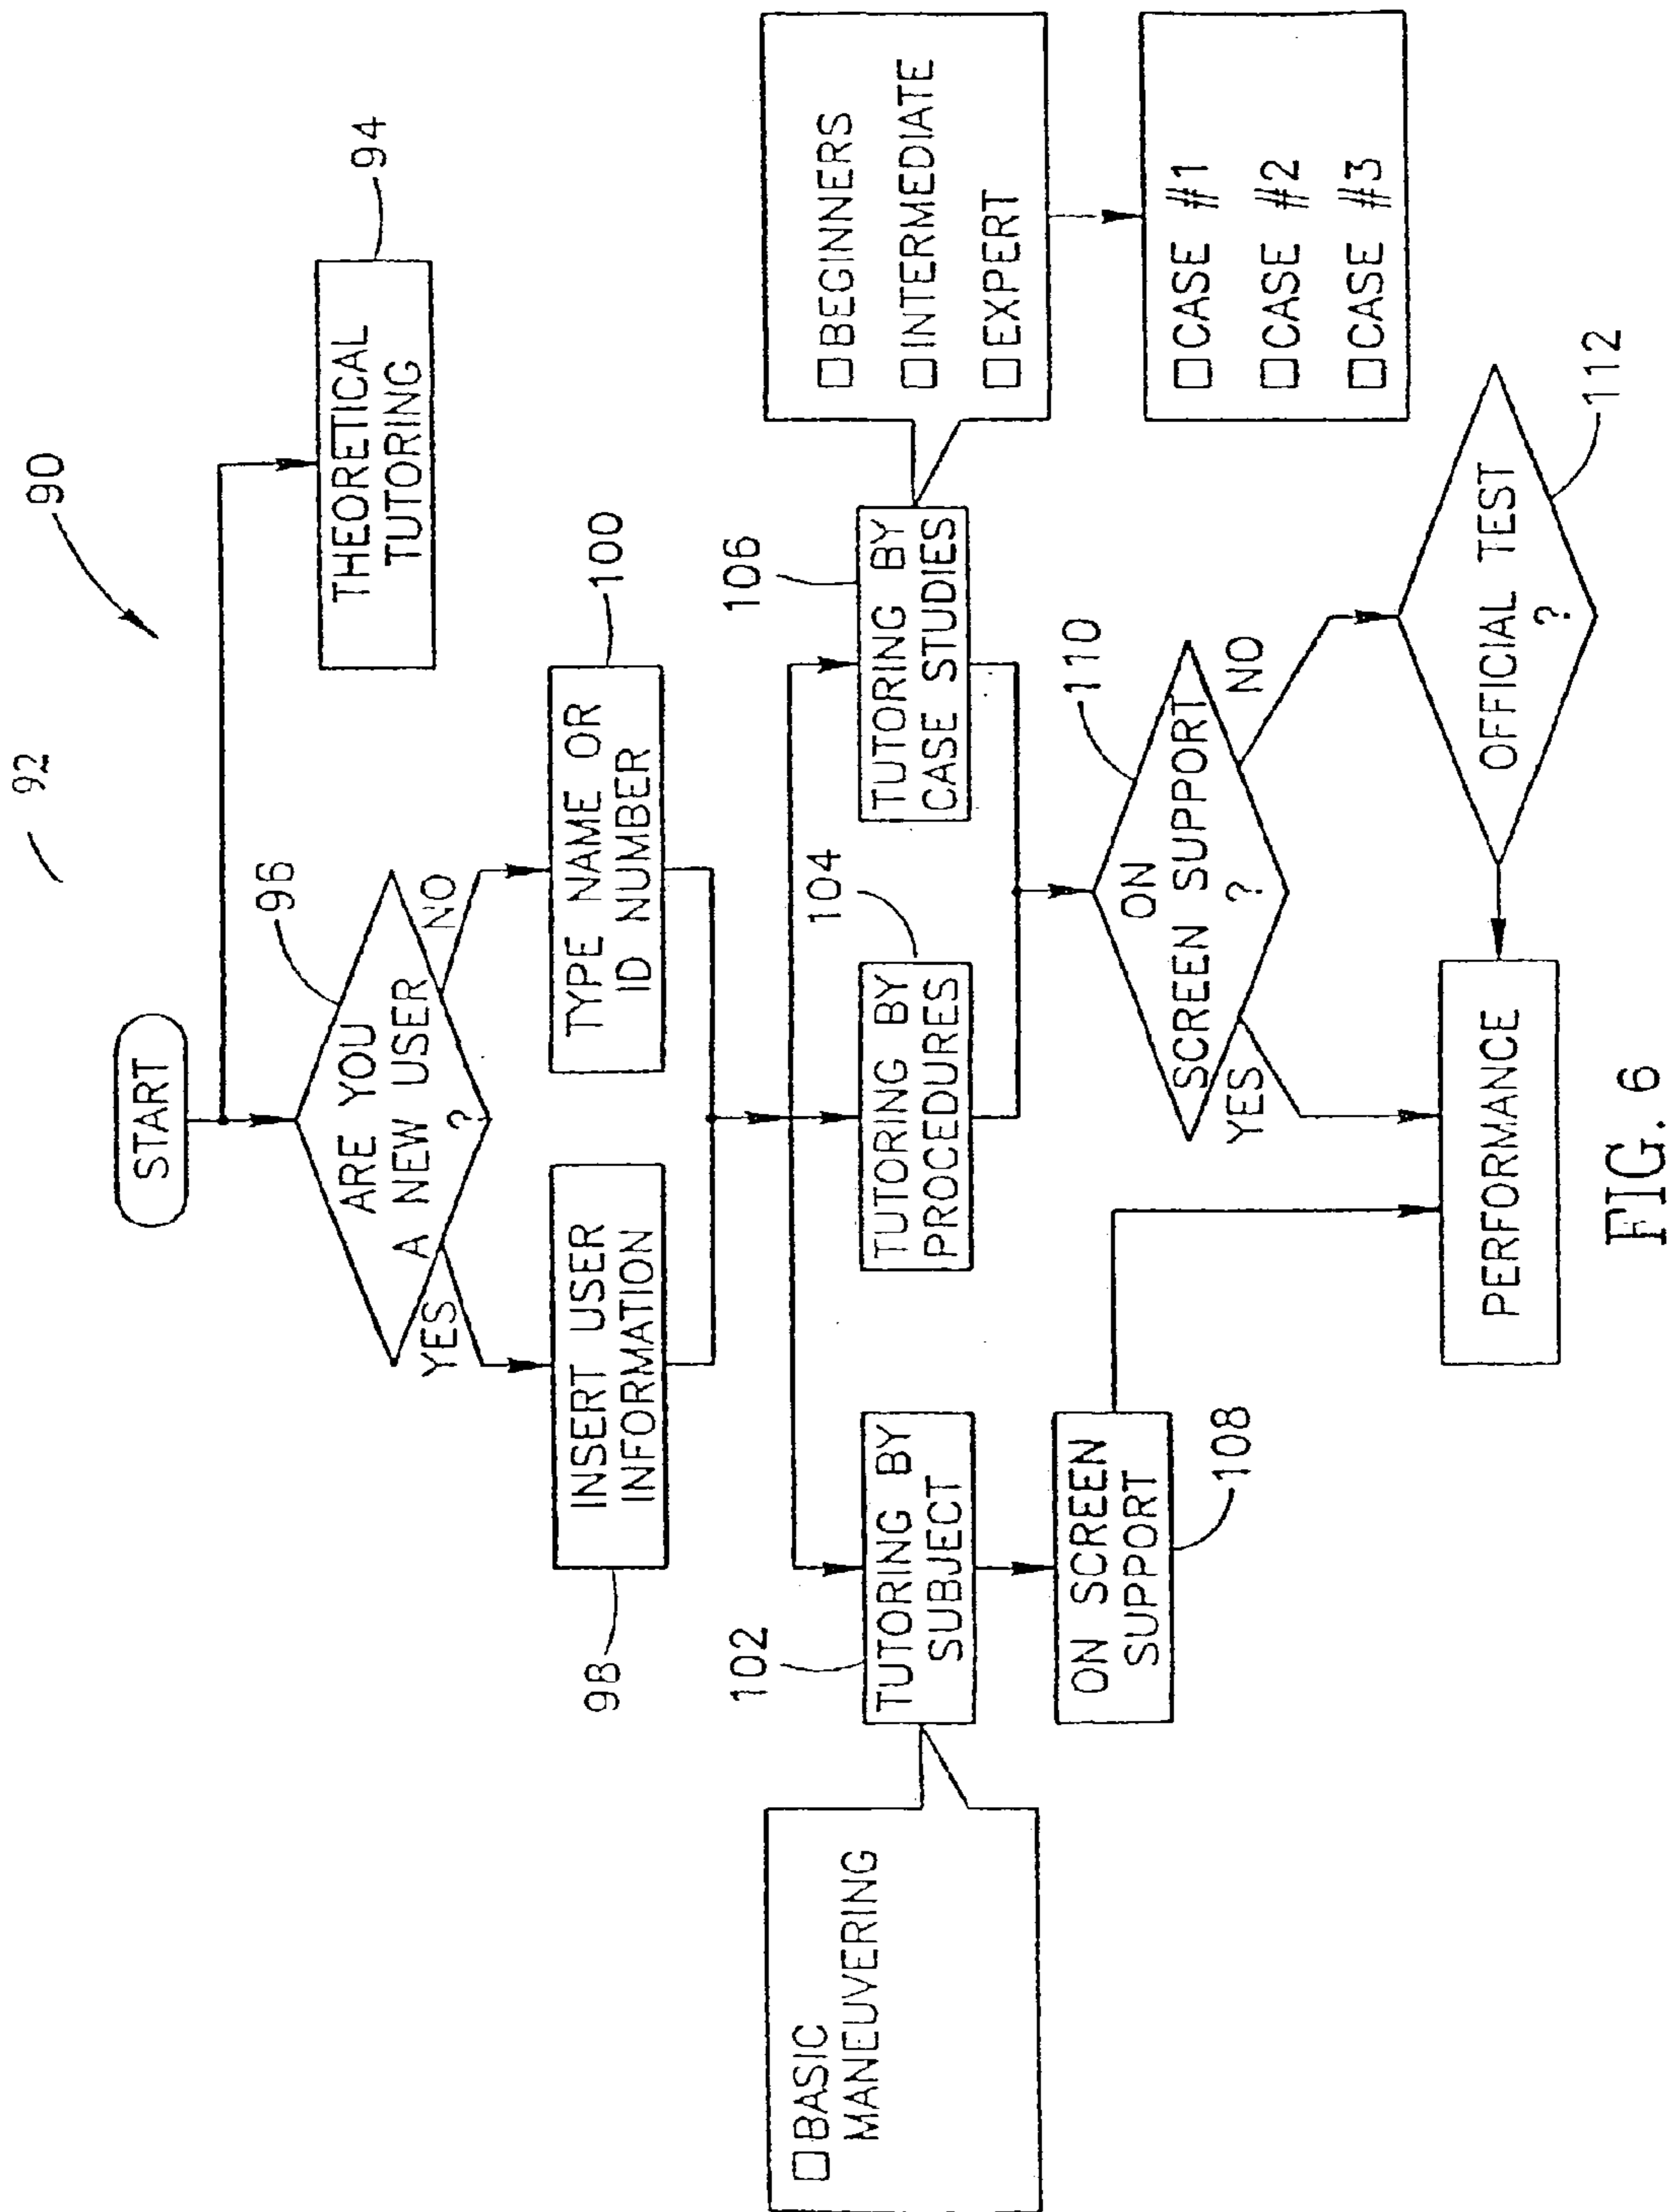 92
90
START
94
THEORETICAL
TUTORING
96
ARE YOU
A NEW USER
?
YES
NO
98
INSERT USER
INFORMATION
100
TYPE NAME OR
ID NUMBER
102
TUTORING BY
SUBJECT
104
TUTORING BY
PROCEDURES
106
TUTORING BY
CASE STUDIES
BASIC
MANEUVERING
BEGINNERS
INTERMEDIATE
EXPERT
CASE #1
CASE #2
CASE #3
ON SCREEN
SUPPORT
108
110
ON
SCREEN SUPPORT
?
YES
NO
112
OFFICIAL TEST
?
PERFORMANCE
FIG. 6